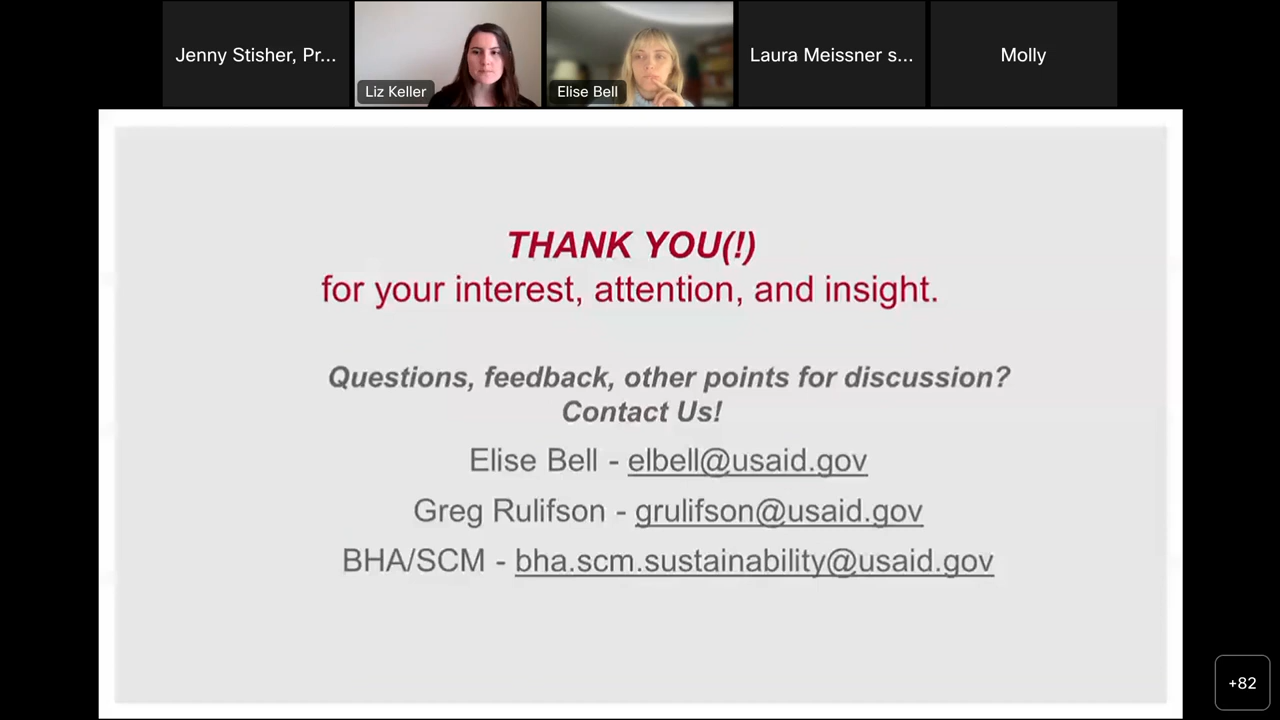 Jenny Stisher, Pr...
Liz Keller
Elise Bell
Laura Meissner s...
Molly
THANK YOU(!)
for your interest, attention, and insight.
Questions, feedback, other points for discussion?
Contact Us!
Elise Bell - elbell@usaid.gov
Greg Rulifson - grulifson@usaid.gov
BHA/SCM - bha.scm.sustainability@usaid.gov
+82